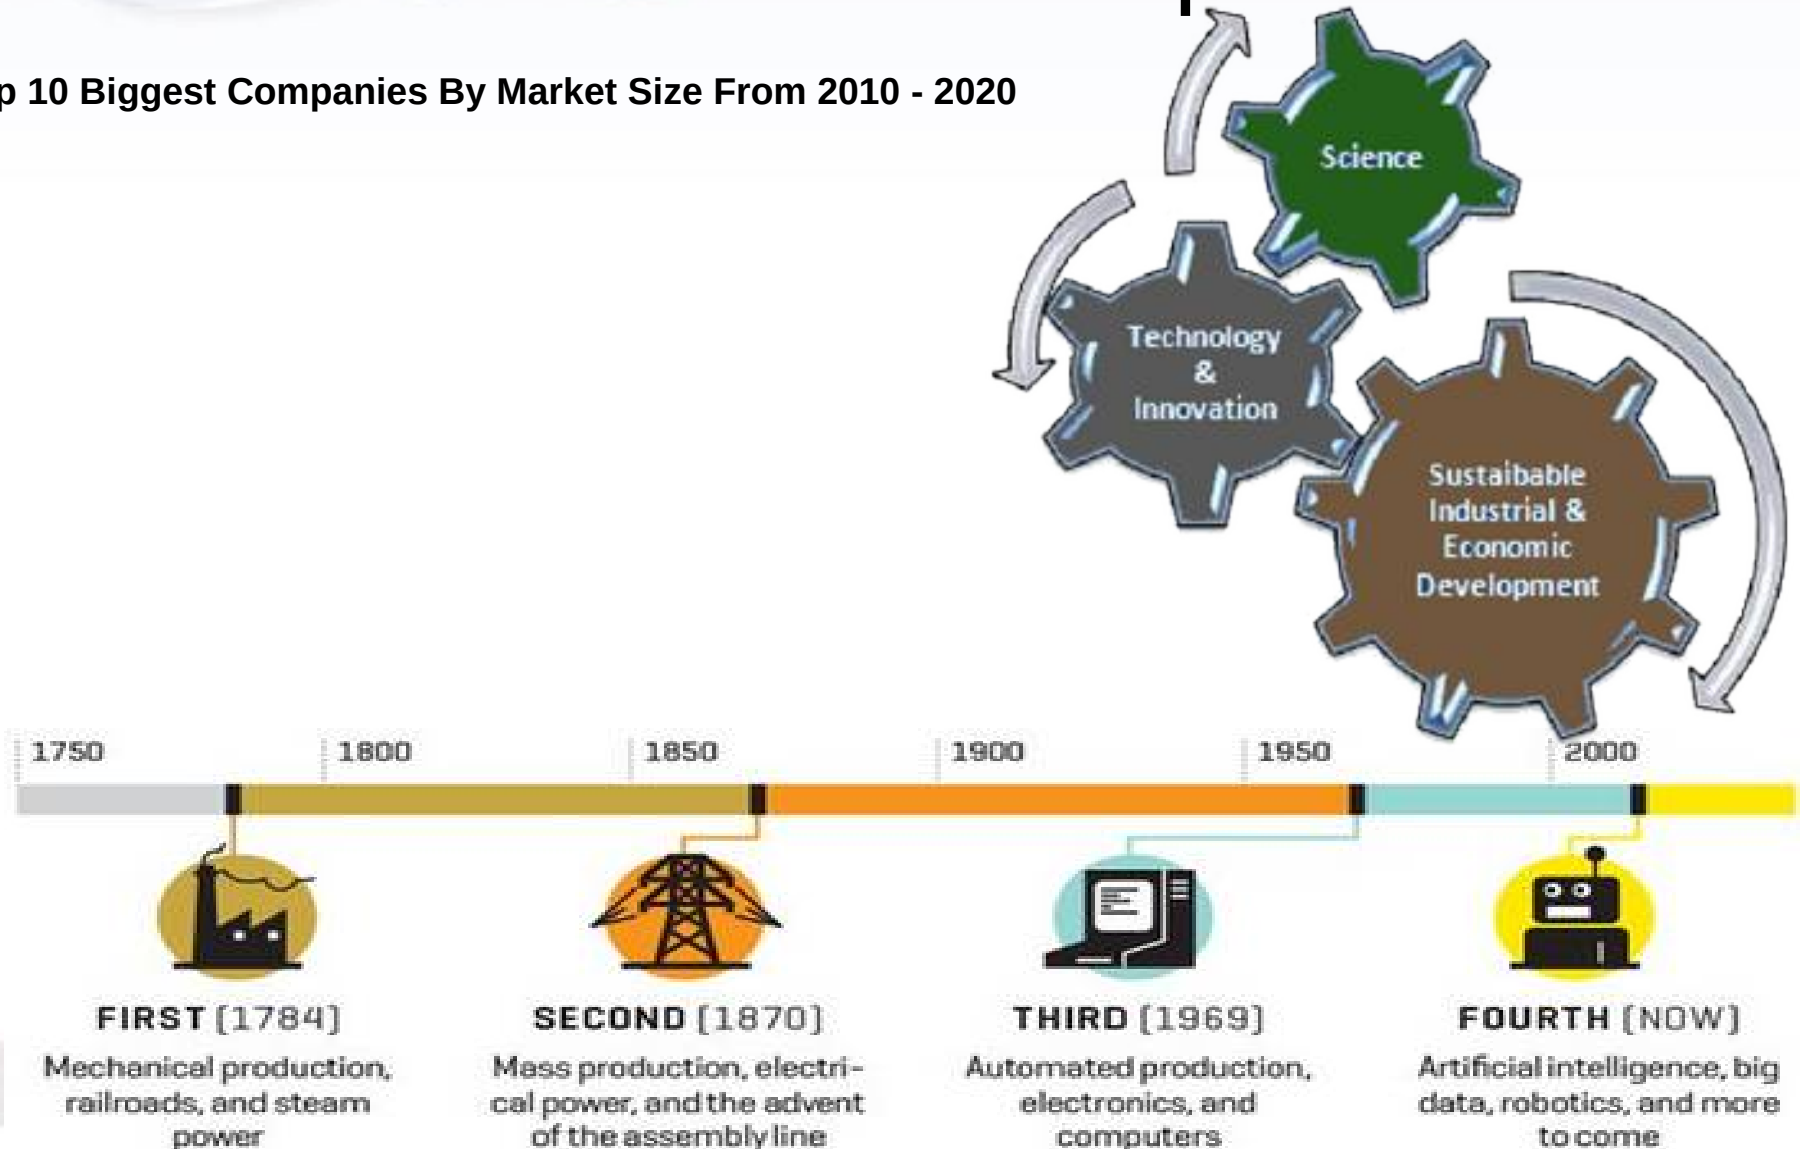 p 10 Biggest Companies By Market Size From 2010 - 2020
Science
Technology
&
Innovation
Sustaibable
Industrial &
Economic
Development
1750
1800
1850
1900
1950
2000
FIRST [1784]
Mechanical production,
railroads, and steam
power
SECOND [1870]
Mass production, electri-
cal power, and the advent
of the assembly line
THIRD [1969]
Automated production,
electronics, and
computers
FOURTH [NOW]
Artificial intelligence, big
data, robotics, and more
to come